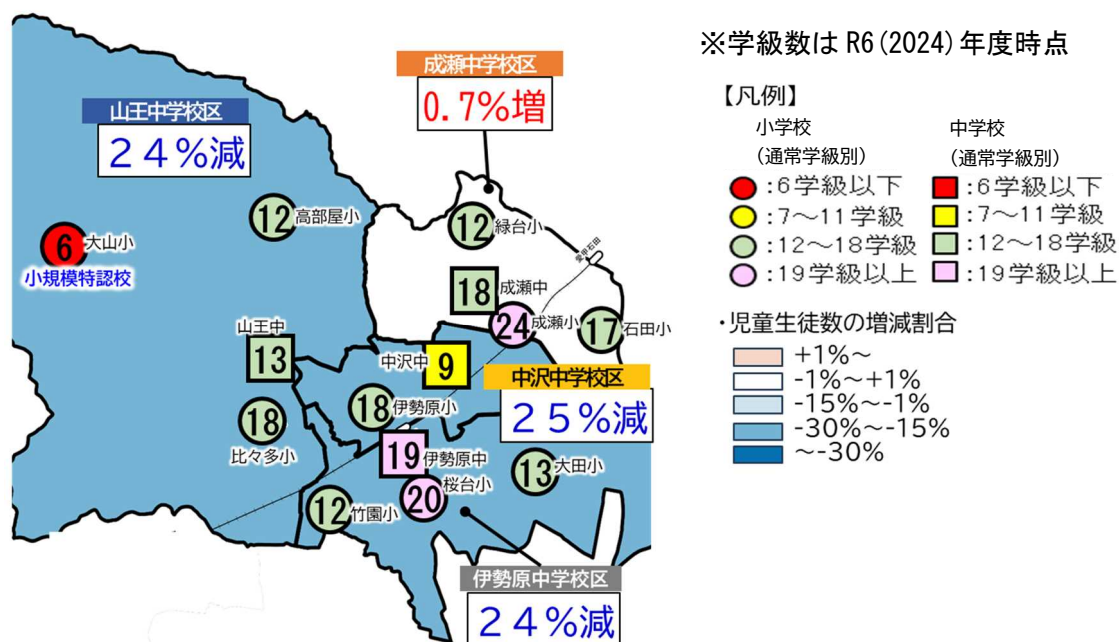 ※学級数はR6(2024)年度時点
成瀬中学校区
0.7%増
山王中学校区
24%減
【凡例】
小学校
(通常学級別)
:6学級以下
:7～11学級
:12～18学級
:19学級以上
中学校
(通常学級別)
:6学級以下
:7～11学級
:12～18学級
:19学級以上
12
高部屋小
12
緑台小
6
大山小
小規模特認校
愛甲石田
18
成瀬中
24
成瀬小
17
石田小
・児童生徒数の増減割合
+1%～
-1%～+1%
-15%～-1%
-30%～-15%
～-30%
山王中
13
中沢中
9
中沢中学校区
25%減
18
比々多小
18
伊勢原小
19
伊勢原中
20
桜台小
13
大田小
12
竹園小
伊勢原中学校区
24%減